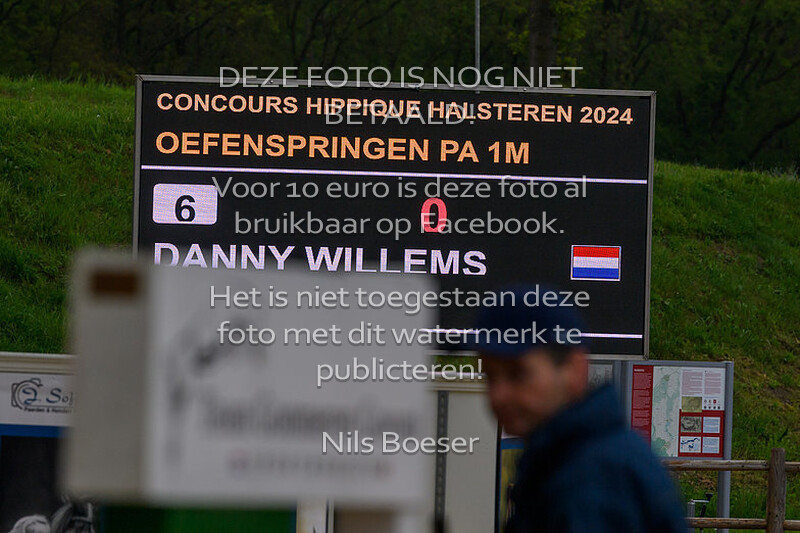 DEZE FOTO IS NOG NIET
BETAALD!
CONCOURS HIPPIQUE HALSTEREN 2024
OEFENSPRINGEN PA 1M
Voor 10 euro is deze foto al
bruikbaar op Facebook.
6 0
DANNY WILLEMS
Het is niet toegestaan deze
foto met dit watermerk te
publiceren!
Nils Boeser